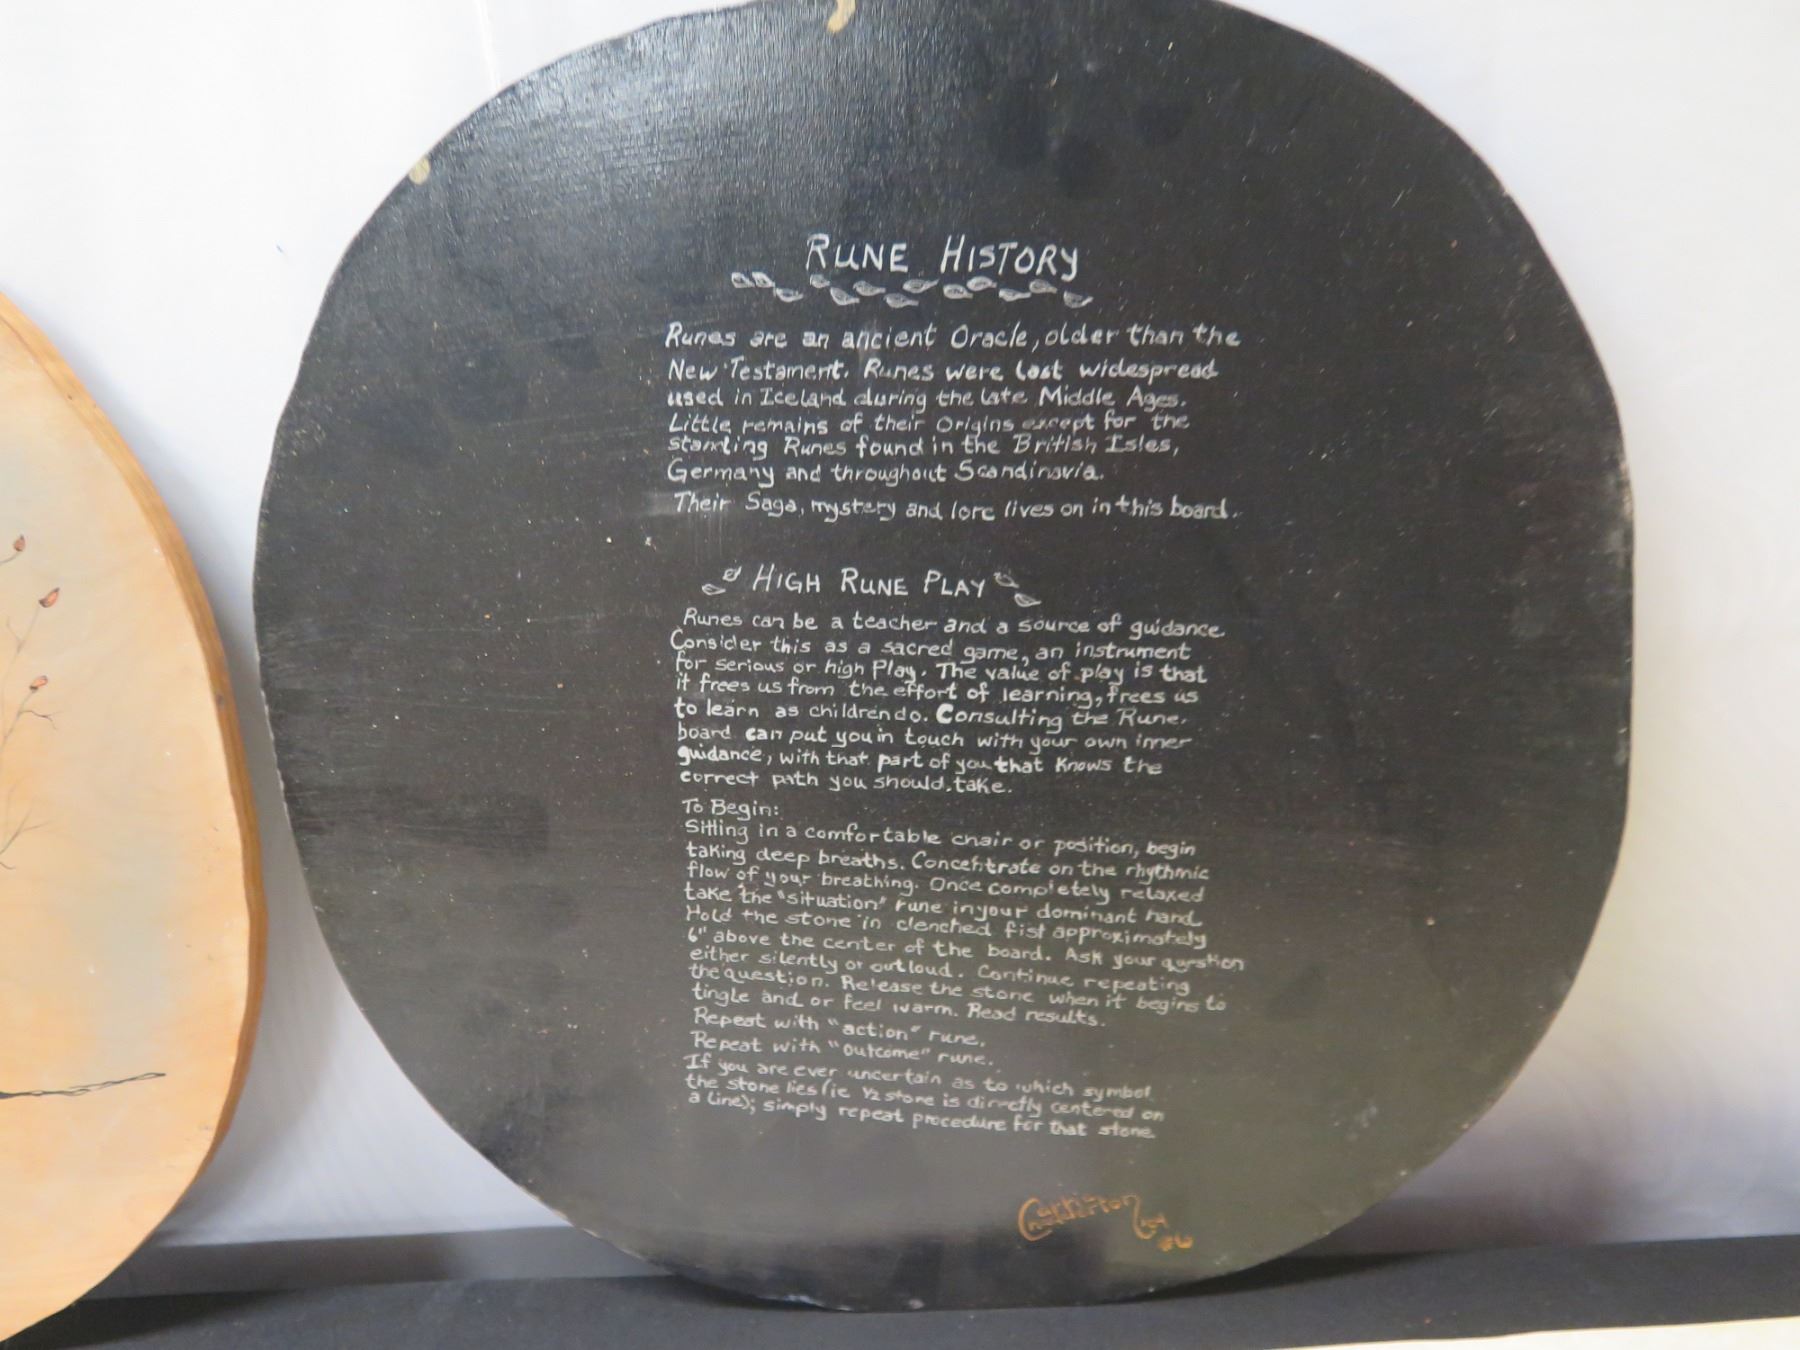 RUNE HISTORY
Runes are an ancient Oracle, older than the
New Testament. Runes were last widespread
used in Iceland during the late Middle Ages.
Little remains of their Origins except for the
standing Runes found in the British Isles,
Germany and throughout Scandinavia.
Their Saga, mystery and lore lives on in this board.
HIGH RUNE PLAY
Runes can be a teacher and a source of guidance.
Consider this as a sacred game, an instrument
for serious or high Play. The value of play is that
it frees us from the effort of learning, frees us
to learn as children do. Consulting the Rune
board can put you in touch with your own inner
guidance, with that part of you that knows the
correct path you should take.
To Begin:
Sitting in a comfortable chair or position, begin
taking deep breaths. Concentrate on the rhythmic
flow of your breathing. Once completely relaxed
take the "situation" rune in your dominant hand.
Hold the stone in clenched fist approximately
6" above the center of the board. Ask your question
either silently or outloud. Continue repeating
the question. Release the stone when it begins to
tingle and or feel warm. Read results.
Repeat with "action" rune.
Repeat with "outcome" rune.
If you are ever uncertain as to which symbol
the stone lies (ie ½ stone is directly centered on
a line); simply repeat procedure for that stone.